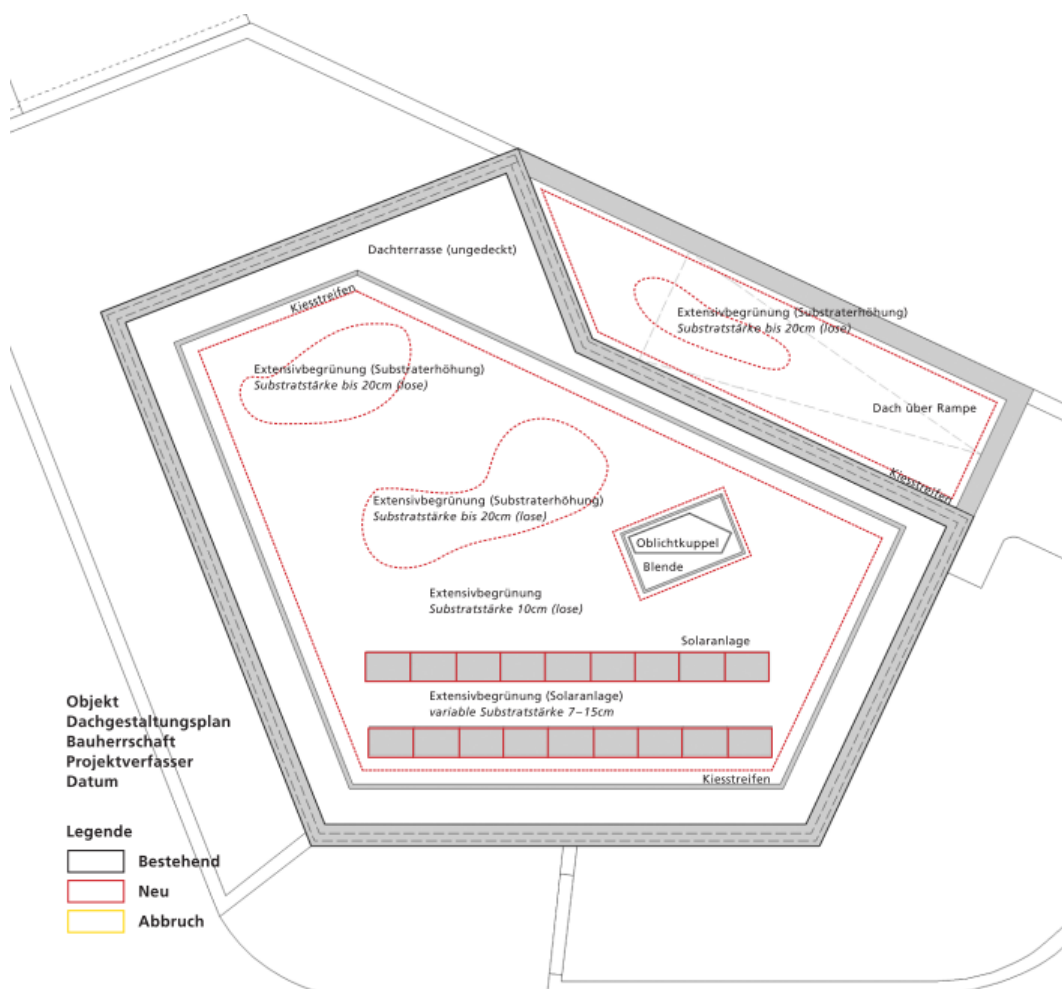 Dachterrasse (ungedeckt)
Kiesstreifen
Extensivbegrünung (Substraterhöhung)
Substratstärke bis 20cm (lose)
Extensivbegrünung (Substraterhöhung)
Substratstärke bis 20cm (lose)
Dach über Rampe
Kiesstreifen
Extensivbegrünung (Substraterhöhung)
Substratstärke bis 20cm (lose)
Oblichtkuppel
Blende
Extensivbegrünung
Substratstärke 10cm (lose)
Solaranlage
Extensivbegrünung (Solaranlage)
variable Substratstärke 7–15cm
Kiesstreifen
Objekt
Dachgestaltungsplan
Bauherrschaft
Projektverfasser
Datum
Legende
Bestehend
Neu
Abbruch